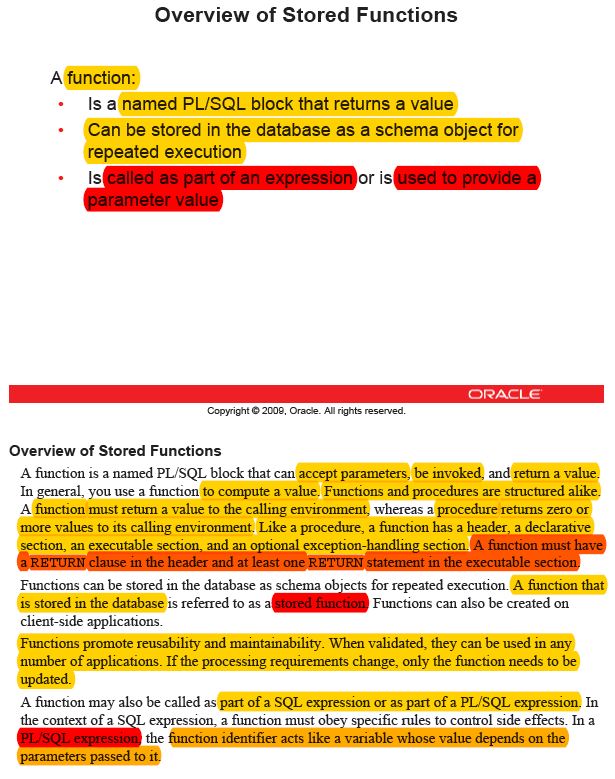 Overview of Stored Functions
A function:
• Is a named PL/SQL block that returns a value
• Can be stored in the database as a schema object for
repeated execution
• Is called as part of an expression or is used to provide a
parameter value
ORACLE
Copyright © 2009, Oracle. All rights reserved.
Overview of Stored Functions
A function is a named PL/SQL block that can accept parameters, be invoked, and return a value.
In general, you use a function to compute a value. Functions and procedures are structured alike.
A function must return a value to the calling environment, whereas a procedure returns zero or
more values to its calling environment. Like a procedure, a function has a header, a declarative
section, an executable section, and an optional exception-handling section. A function must have
a RETURN clause in the header and at least one RETURN statement in the executable section.
Functions can be stored in the database as schema objects for repeated execution. A function that
is stored in the database is referred to as a stored function. Functions can also be created on
client-side applications.
Functions promote reusability and maintainability. When validated, they can be used in any
number of applications. If the processing requirements change, only the function needs to be
updated.
A function may also be called as part of a SQL expression or as part of a PL/SQL expression. In
the context of a SQL expression, a function must obey specific rules to control side effects. In a
PL/SQL expression, the function identifier acts like a variable whose value depends on the
parameters passed to it.